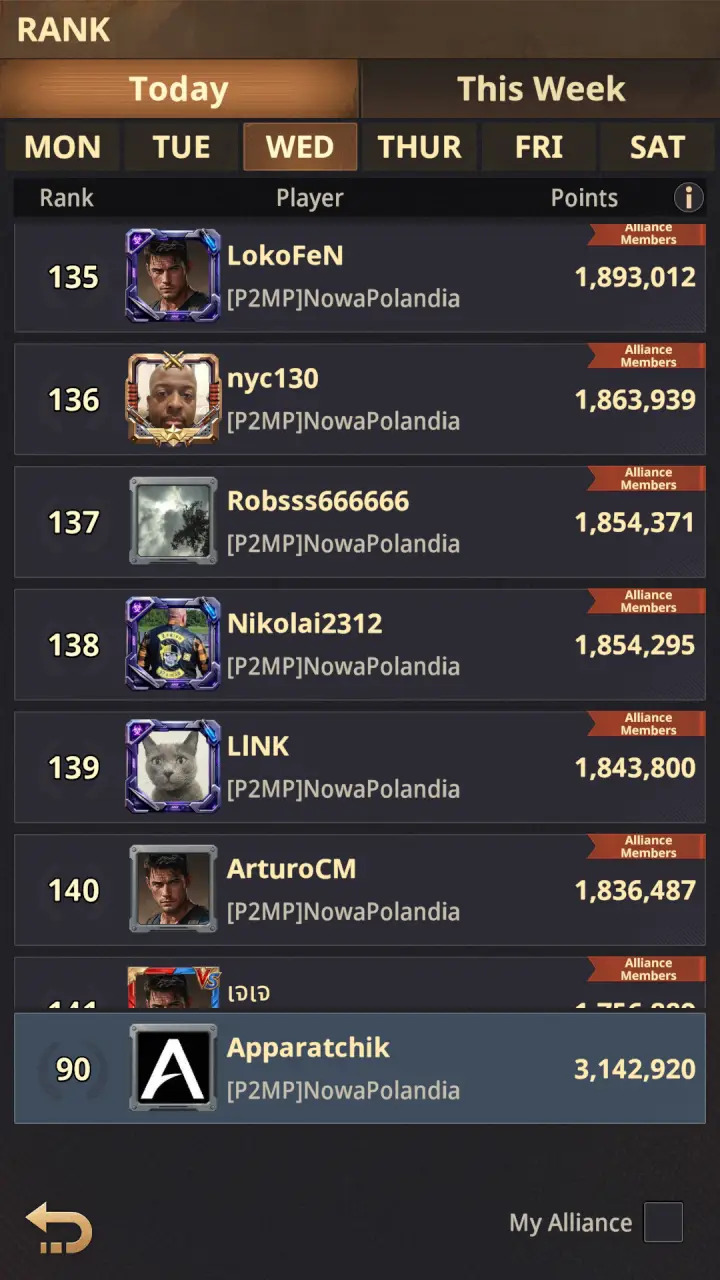 RANK
Today
This Week
MON
TUE
WED
THUR
FRI
SAT
Rank
Player
Points
135
LokoFeN
[P2MP]NowaPolandia
Alliance
Members
1,893,012
136
nyc130
[P2MP]NowaPolandia
Alliance
Members
1,863,939
137
Robsss666666
[P2MP]NowaPolandia
Alliance
Members
1,854,371
138
Nikolai2312
[P2MP]NowaPolandia
Alliance
Members
1,854,295
139
LlNK
[P2MP]NowaPolandia
Alliance
Members
1,843,800
140
ArturoCM
[P2MP]NowaPolandia
Alliance
Members
1,836,487
VS
เจเจ
Alliance
Members
90
Apparatchik
[P2MP]NowaPolandia
3,142,920
My Alliance